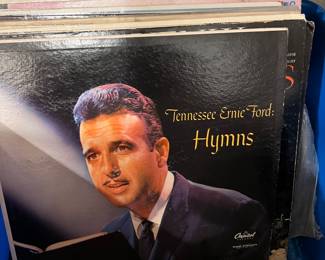 Tennessee Ernie Ford:
Hymns
Capitol